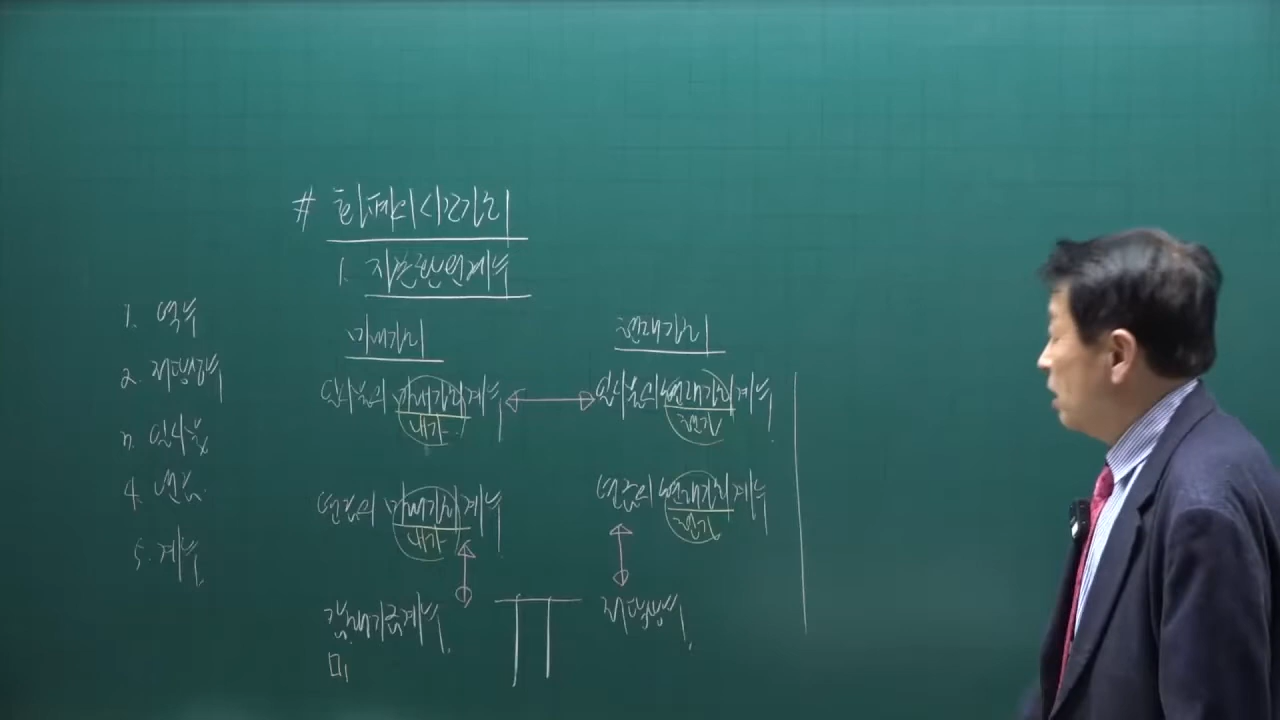 # 화폐의 시간가치
1. 자본환원계수
1. 역수
2. 저당상수
3. 일시불
4. 연금
5. 계수
미래가치
현재가치
일시불의 미래가치계수
내가
일시불의 현재가치계수
현가
연금의 미래가치계수
내가
연금의 현재가치계수
현가
감채기금계수
저당상수